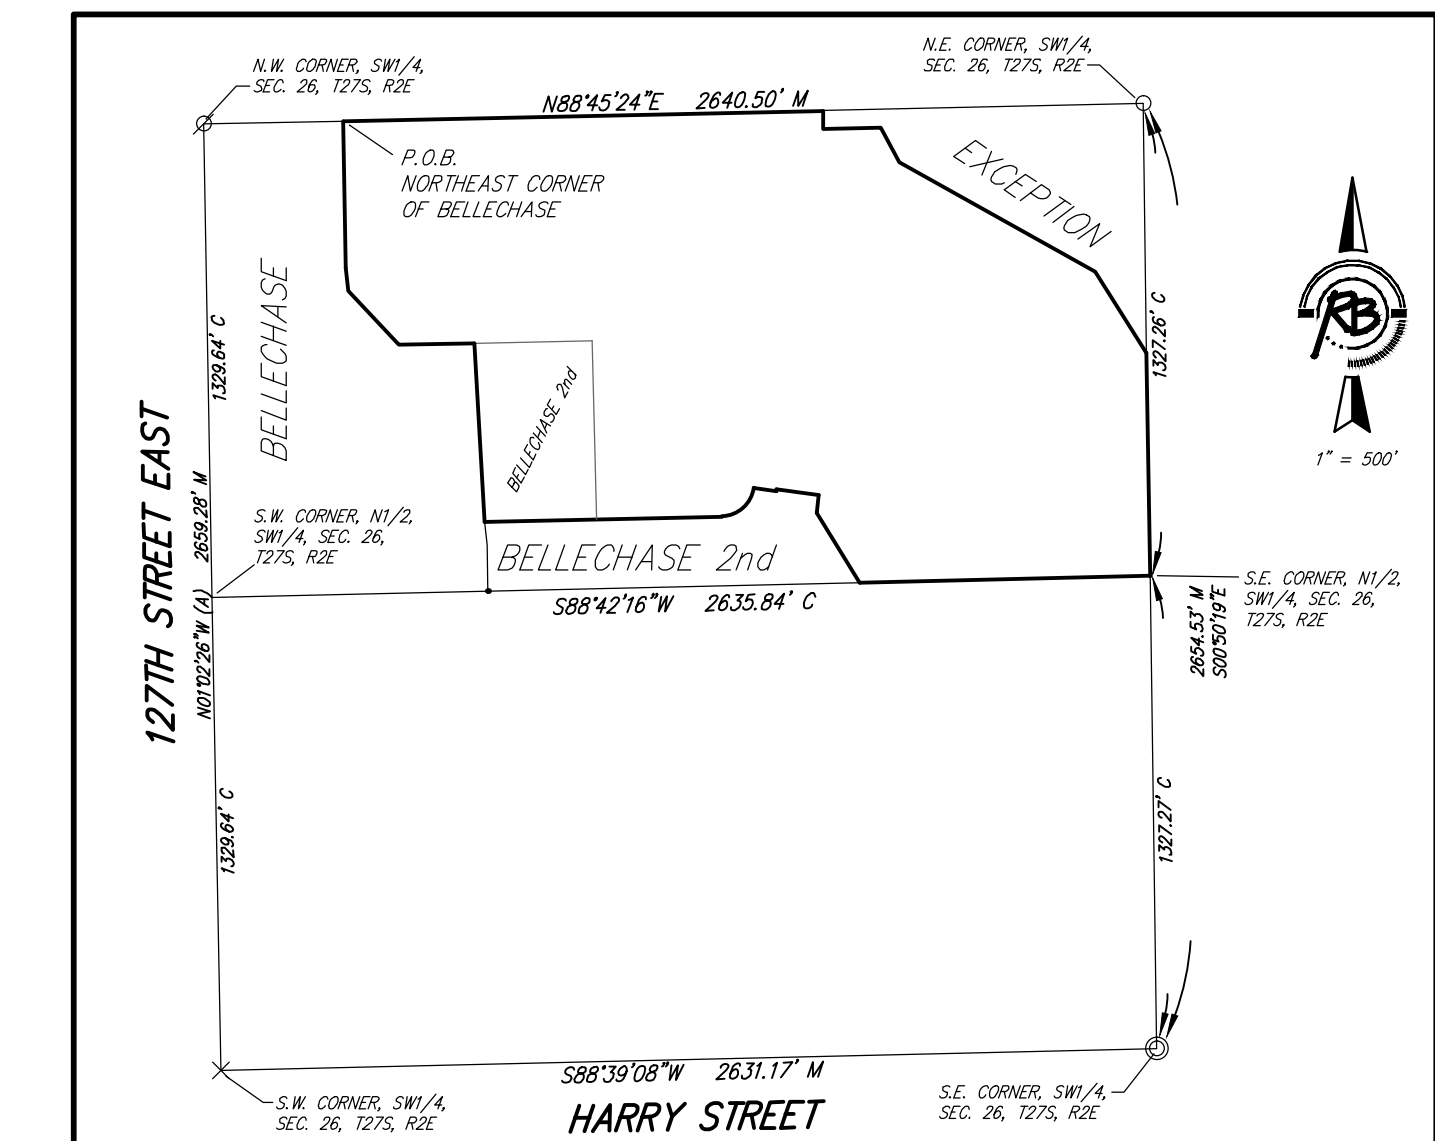 N.W. CORNER, SW1/4,
SEC. 26, T27S, R2E
N.E. CORNER, SW1/4,
SEC. 26, T27S, R2E
N88°45'24"E 2640.50' M
P.O.B.
NORTHEAST CORNER
OF BELLECHASE
EXCEPTION
BELLECHASE
1329.64' C
1327.26' C
RB
1" = 500'
BELLECHASE 2nd
127TH STREET EAST
N01°02'26"W (A) 2659.28' M
S.W. CORNER, N1/2,
SW1/4, SEC. 26,
T27S, R2E
BELLECHASE 2nd
S88°42'16"W 2635.84' C
S.E. CORNER, N1/2,
SW1/4, SEC. 26,
T27S, R2E
2654.53' M
S00°50'19"E
1329.64' C
1327.27' C
S88°39'08"W 2631.17' M
HARRY STREET
S.W. CORNER, SW1/4,
SEC. 26, T27S, R2E
S.E. CORNER, SW1/4,
SEC. 26, T27S, R2E